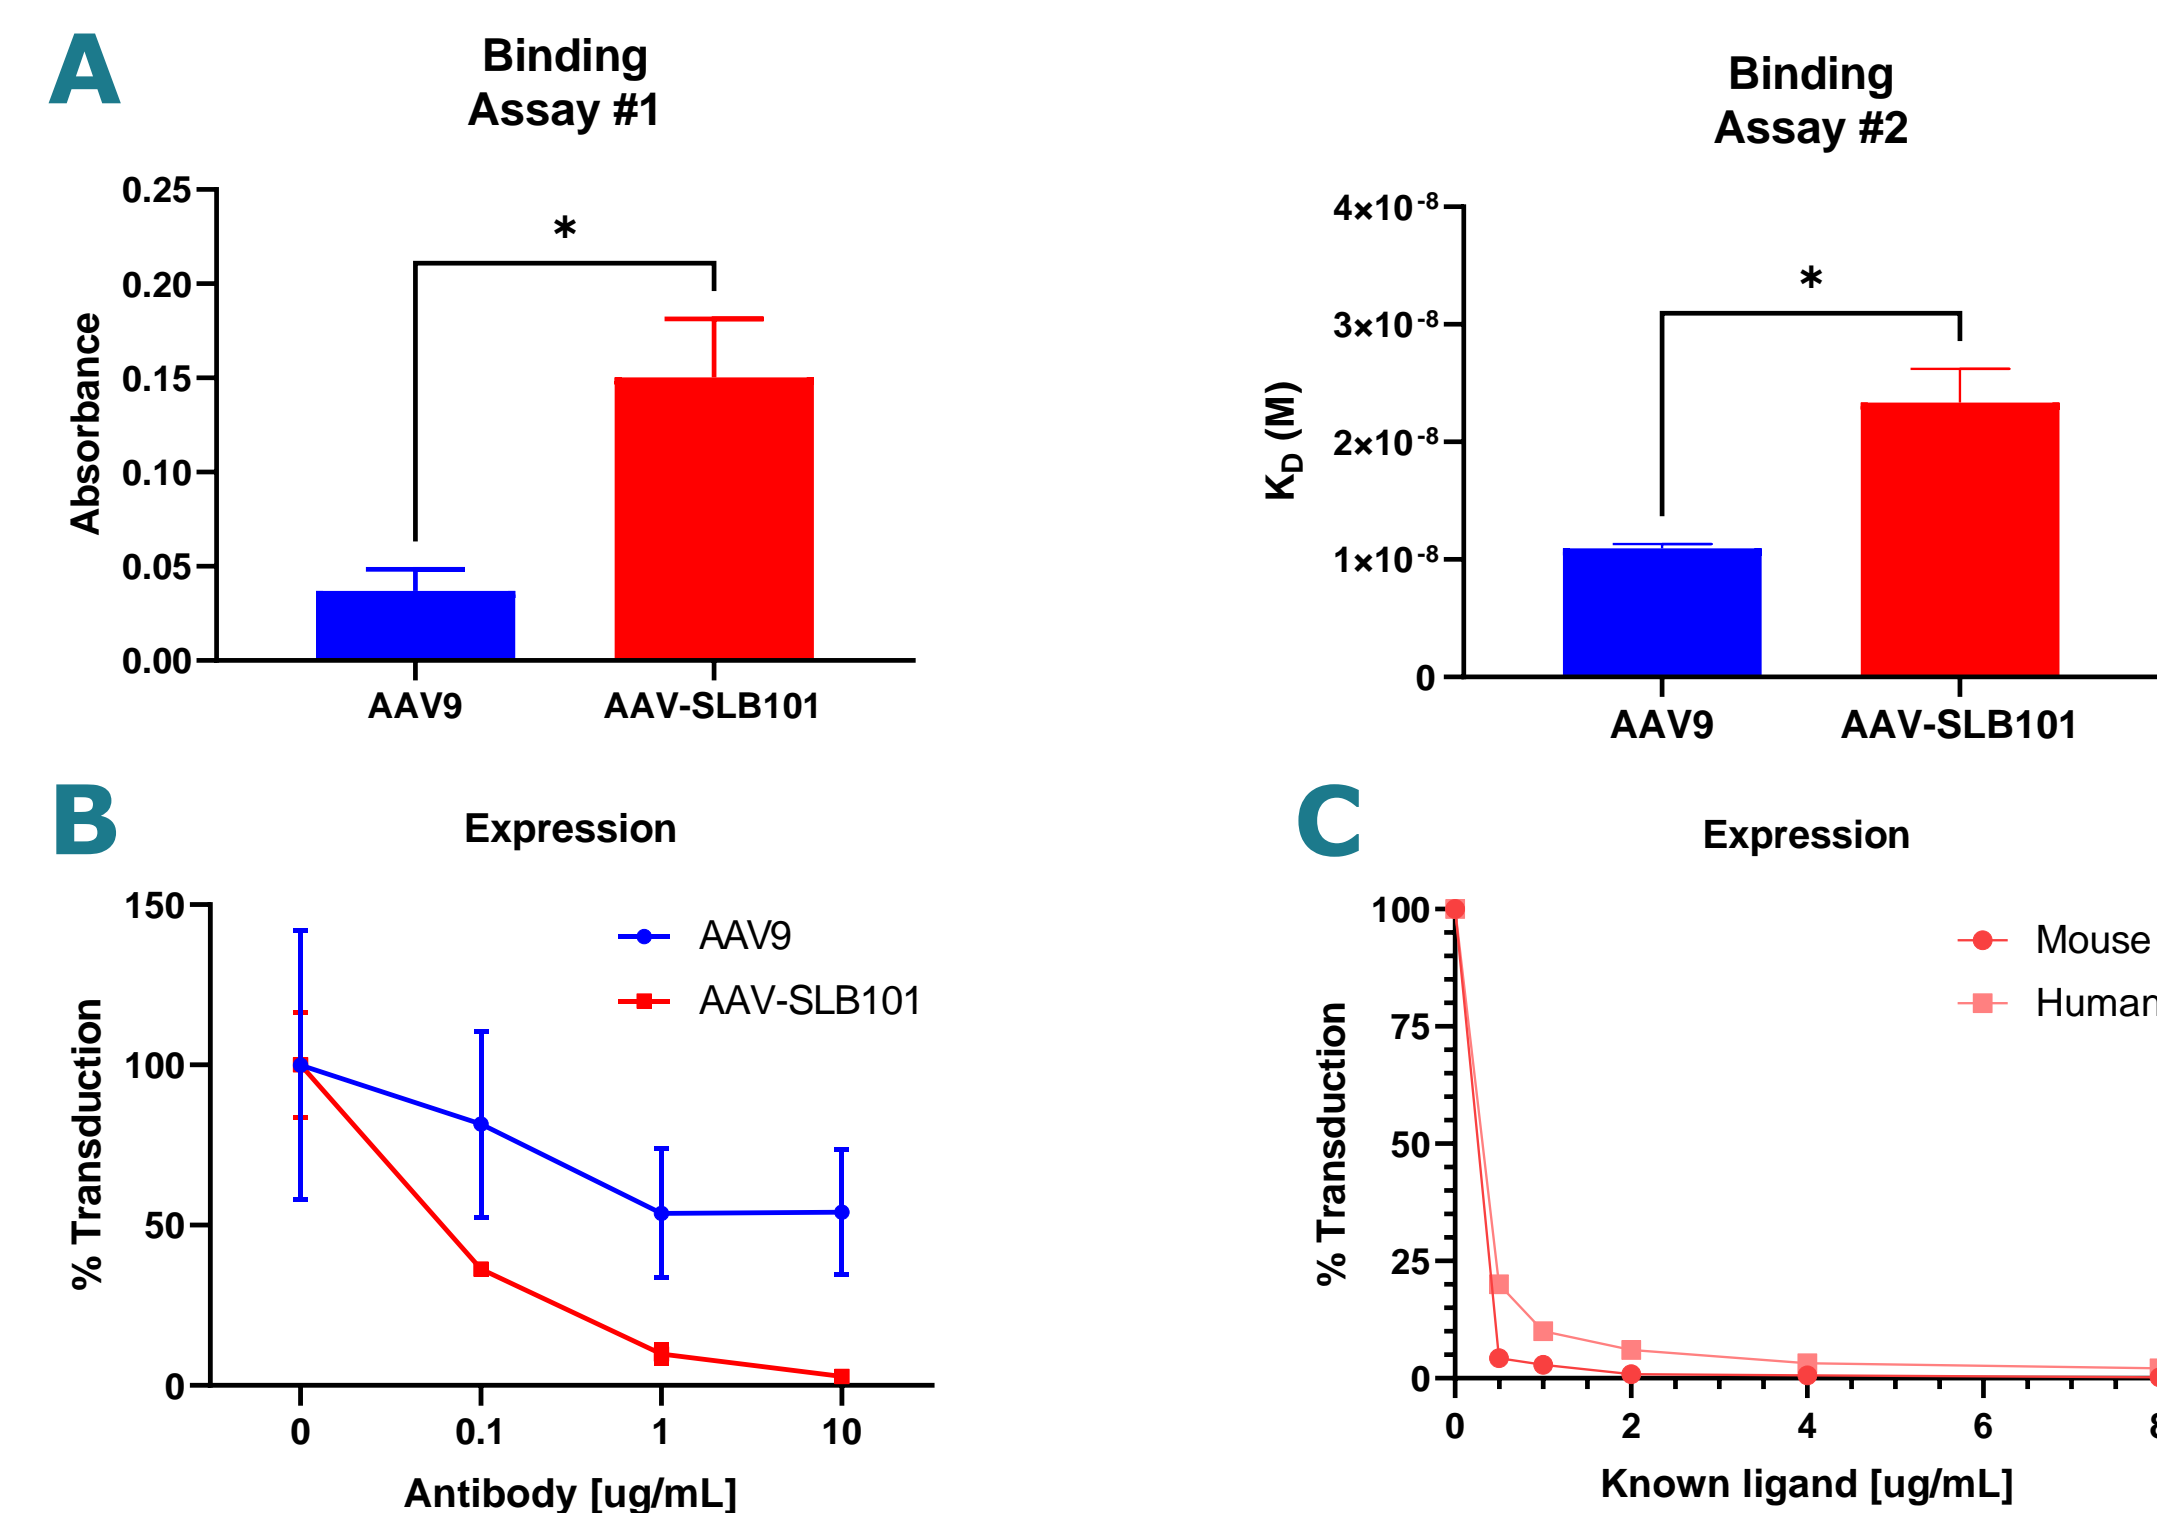 A
Binding
Assay #1
0.25
0.20
0.15
0.10
0.05
0.00
Absorbance
*
AAV9
AAV-SLB101
Binding
Assay #2
4×10⁻⁸
3×10⁻⁸
2×10⁻⁸
1×10⁻⁸
0
K_D (M)
*
AAV9
AAV-SLB101
B
Expression
150
100
50
0
% Transduction
AAV9
AAV-SLB101
0 0.1 1 10
Antibody [ug/mL]
C
Expression
100
75
50
25
0
% Transduction
Mouse
Human
0 2 4 6 8
Known ligand [ug/mL]